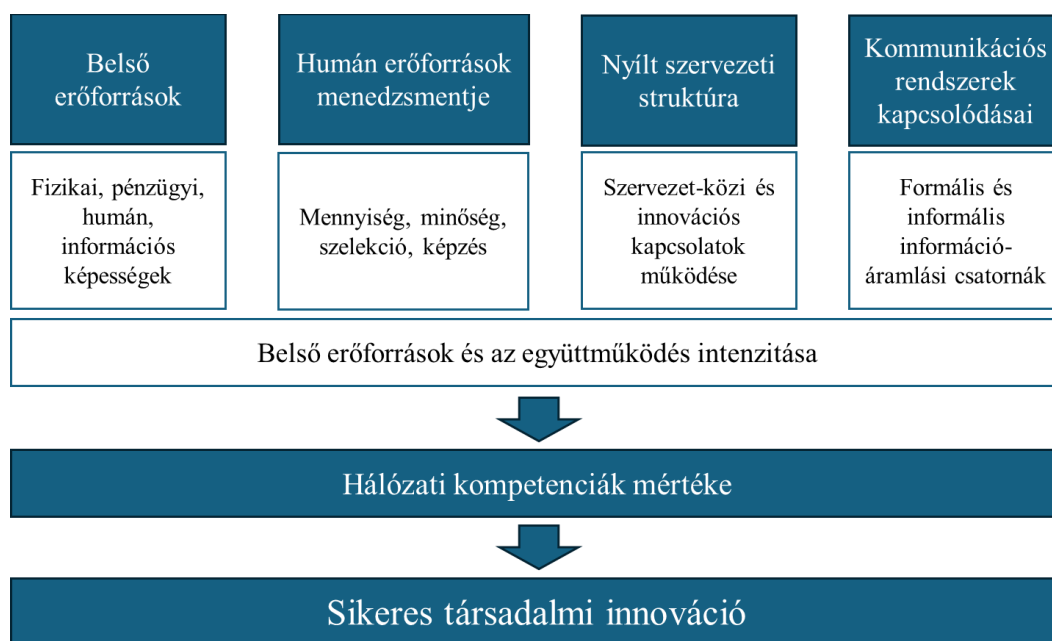 Belső
erőforrások
Humán erőforrások
menedzsmentje
Nyílt szervezeti
struktúra
Kommunikációs
rendszerek
kapcsolódásai
Fizikai, pénzügyi,
humán,
információs
képességek
Mennyiség, minőség,
szelekció, képzés
Szervezet-közi és
innovációs
kapcsolatok
működése
Formális és
informális
információ-
áramlási csatornák
Belső erőforrások és az együttműködés intenzitása
Hálózati kompetenciák mértéke
Sikeres társadalmi innováció